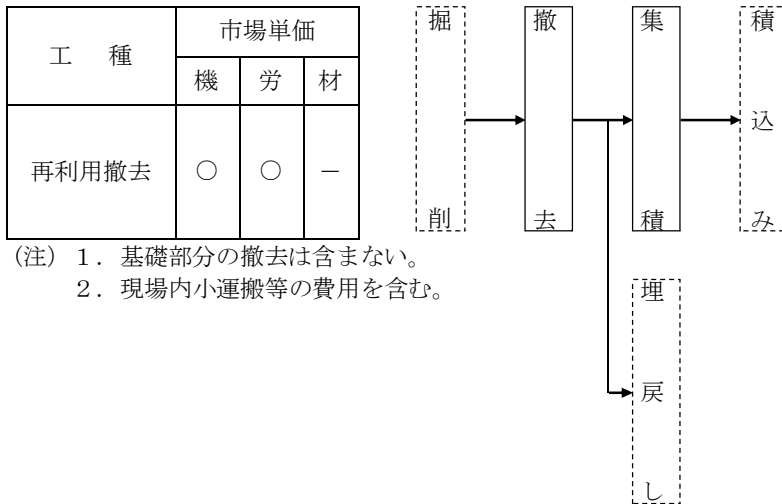 工 種
市場単価
機 労 材
再利用撤去 ○ ○ －
掘削
撤去
集積
積込み
埋戻し
(注) １．基礎部分の撤去は含まない。
２．現場内小運搬等の費用を含む。